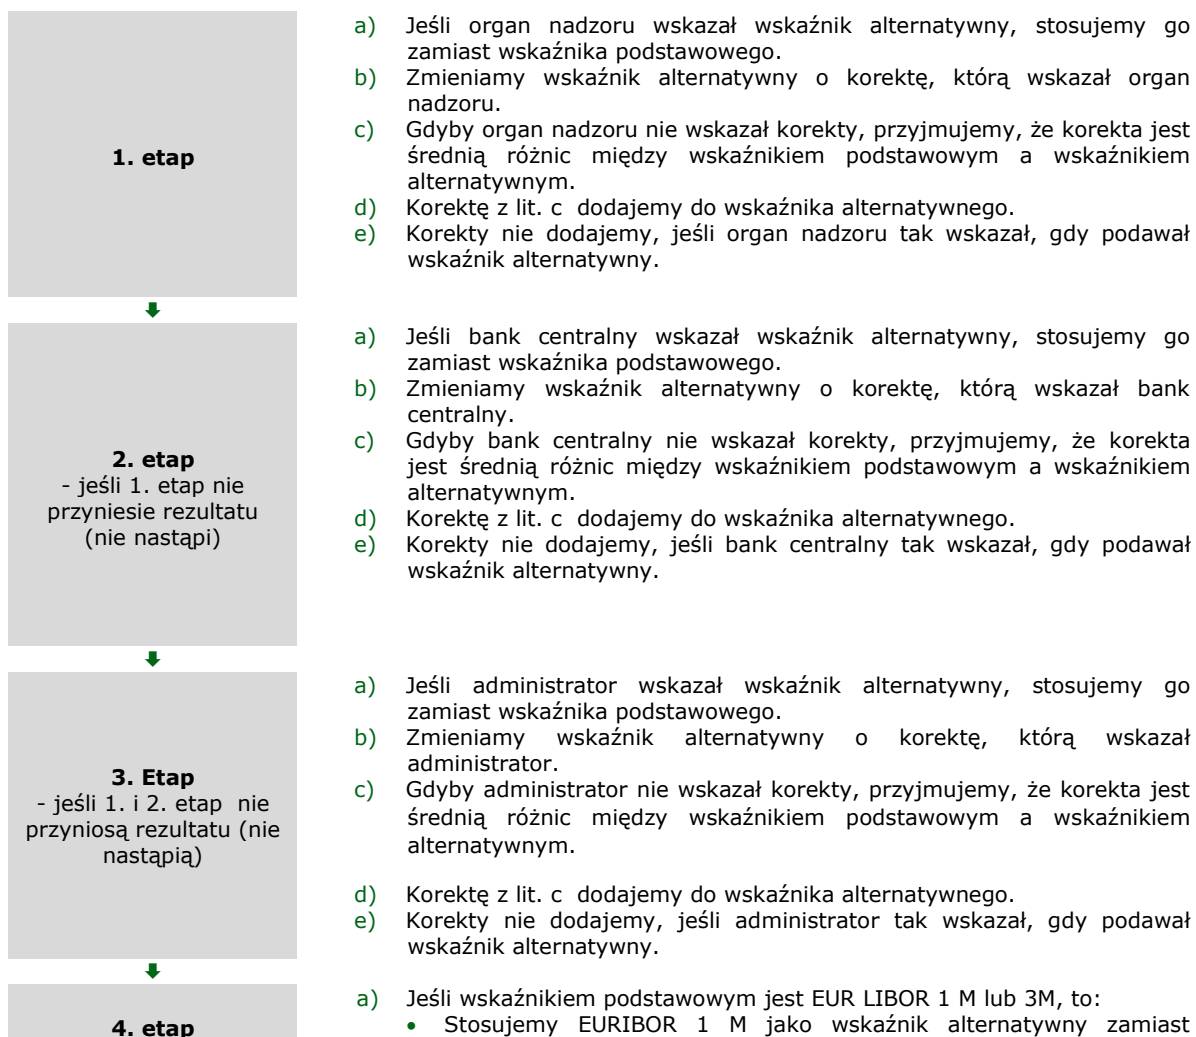 1. etap
a) Jeśli organ nadzoru wskazał wskaźnik alternatywny, stosujemy go
zamiast wskaźnika podstawowego.
b) Zmieniamy wskaźnik alternatywny o korektę, którą wskazał organ
nadzoru.
c) Gdyby organ nadzoru nie wskazał korekty, przyjmujemy, że korekta jest
średnią różnic między wskaźnikiem podstawowym a wskaźnikiem
alternatywnym.
d) Korektę z lit. c dodajemy do wskaźnika alternatywnego.
e) Korekty nie dodajemy, jeśli organ nadzoru tak wskazał, gdy podawał
wskaźnik alternatywny.
2. etap
- jeśli 1. etap nie
przyniesie rezultatu
(nie nastąpi)
a) Jeśli bank centralny wskazał wskaźnik alternatywny, stosujemy go
zamiast wskaźnika podstawowego.
b) Zmieniamy wskaźnik alternatywny o korektę, którą wskazał bank
centralny.
c) Gdyby bank centralny nie wskazał korekty, przyjmujemy, że korekta
jest średnią różnic między wskaźnikiem podstawowym a wskaźnikiem
alternatywnym.
d) Korektę z lit. c dodajemy do wskaźnika alternatywnego.
e) Korekty nie dodajemy, jeśli bank centralny tak wskazał, gdy podawał
wskaźnik alternatywny.
3. Etap
- jeśli 1. i 2. etap nie
przyniosą rezultatu (nie
nastąpią)
a) Jeśli administrator wskazał wskaźnik alternatywny, stosujemy go
zamiast wskaźnika podstawowego.
b) Zmieniamy wskaźnik alternatywny o korektę, którą wskazał
administrator.
c) Gdyby administrator nie wskazał korekty, przyjmujemy, że korekta jest
średnią różnic między wskaźnikiem podstawowym a wskaźnikiem
alternatywnym.
d) Korektę z lit. c dodajemy do wskaźnika alternatywnego.
e) Korekty nie dodajemy, jeśli administrator tak wskazał, gdy podawał
wskaźnik alternatywny.
4. etap
a) Jeśli wskaźnikiem podstawowym jest EUR LIBOR 1 M lub 3M, to:
• Stosujemy EURIBOR 1 M jako wskaźnik alternatywny zamiast